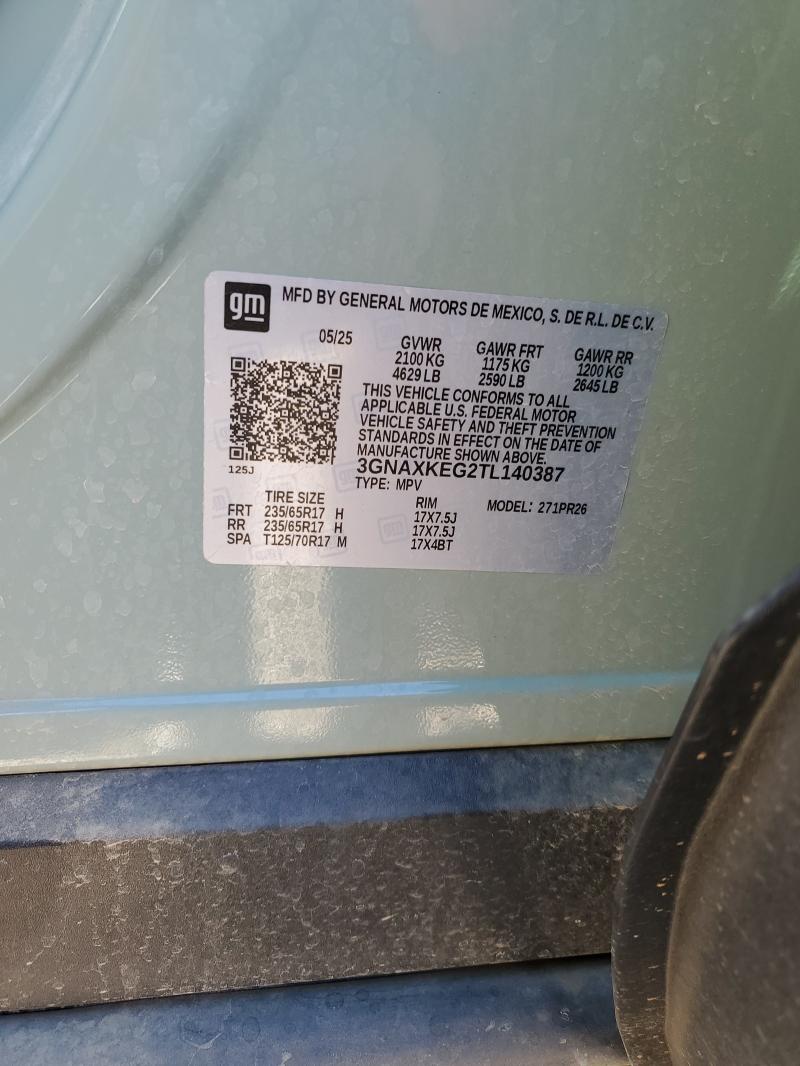 gm MFD BY GENERAL MOTORS DE MEXICO, S. DE R.L. DE C.V.
05/25
GVWR GAWR FRT GAWR RR
2100 KG 1175 KG 1200 KG
4629 LB 2590 LB 2645 LB
THIS VEHICLE CONFORMS TO ALL
APPLICABLE U.S. FEDERAL MOTOR
VEHICLE SAFETY AND THEFT PREVENTION
STANDARDS IN EFFECT ON THE DATE OF
MANUFACTURE SHOWN ABOVE.
125J
3GNAXKEG2TL140387
TYPE: MPV
TIRE SIZE RIM MODEL: 271PR26
FRT 235/65R17 H 17X7.5J
RR 235/65R17 H 17X7.5J
SPA T125/70R17 M 17X4BT